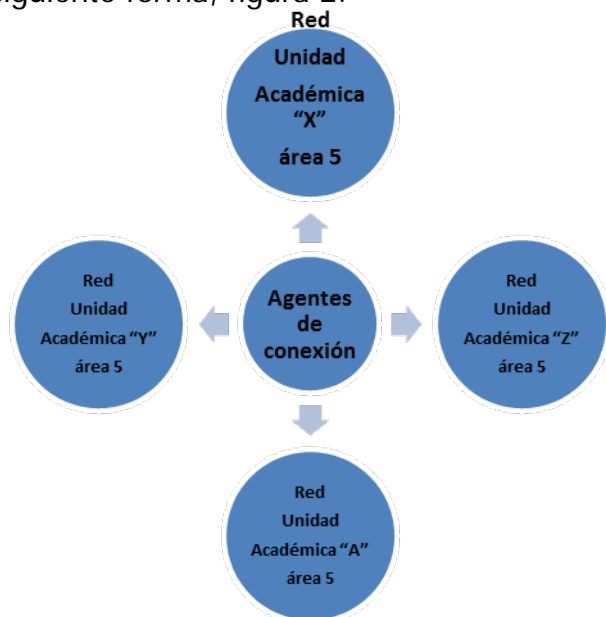 siguiente forma, figura 2:
Red
Unidad
Académica
"X"
área 5
Red
Unidad
Académica "Y"
área 5
Agentes
de
conexión
Red
Unidad
Académica "Z"
área 5
Red
Unidad
Académica "A"
área 5